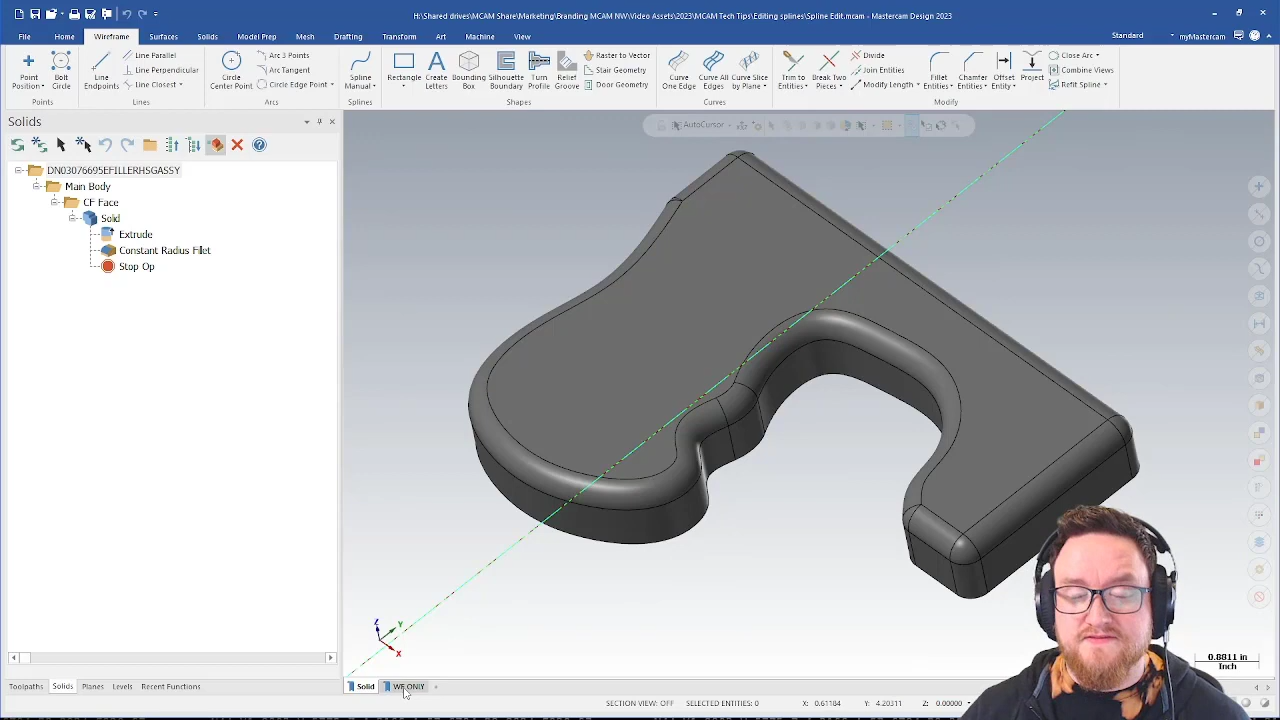 H:\Shared drives\MCAM Share\Marketing\Branding MCAM NW\Video Assets\2023\MCAM Tech Tips\Editing splines\Spline Edit.mcam - Mastercam Design 2023
File Home Wireframe Surfaces Solids Model Prep Mesh Drafting Transform Art Machine View Standard myMastercam
Point Position
Bolt Circle
Points
Line Endpoints
Line Parallel
Line Perpendicular
Line Closest
Lines
Circle Center Point
Arc 3 Points
Arc Tangent
Circle Edge Point
Arcs
Spline Manual
Splines
Rectangle
Create Letters
Bounding Box
Silhouette Boundary
Turn Profile
Relief Groove
Raster to Vector
Stair Geometry
Door Geometry
Shapes
Curve One Edge
Curve All Edges
Curve Slice by Plane
Curves
Trim to Entities
Break Two Pieces
Divide
Join Entities
Modify Length
Fillet Entities
Chamfer Entities
Offset Entity
Project
Close Arc
Combine Views
Refit Spline
Modify
Solids
AutoCursor
DN03076695EFILLERHSGASSY
Main Body
CF Face
Solid
Extrude
Constant Radius Fillet
Stop Op
Z
Y
X
0.8811 in
Inch
Toolpaths Solids Planes Levels Recent Functions
Solid WF ONLY +
SECTION VIEW: OFF SELECTED ENTITIES: 0 X: 0.61184 Y: 4.20311 Z: 0.00000